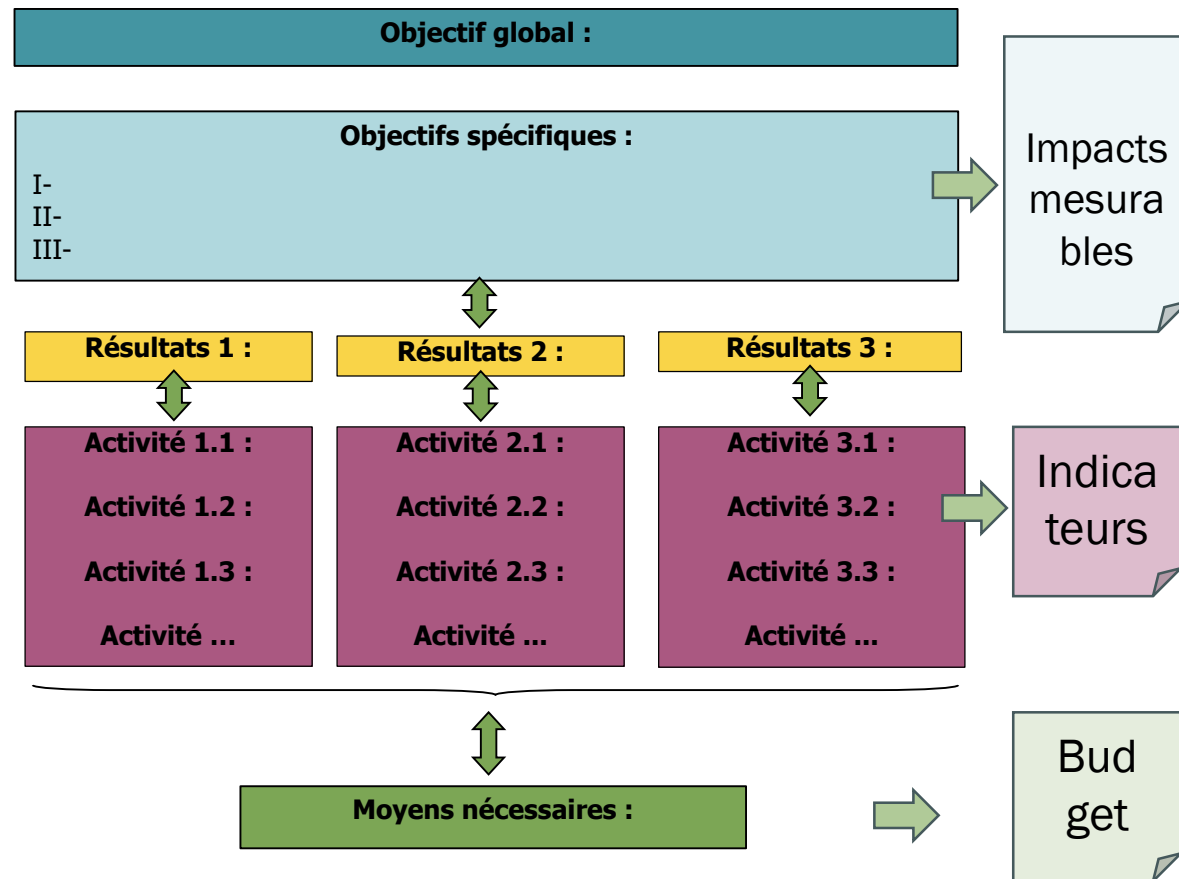 Objectif global :
Objectifs spécifiques :
I-
II-
III-
Impacts
mesura
bles
Résultats 1 :
Résultats 2 :
Résultats 3 :
Activité 1.1 :
Activité 1.2 :
Activité 1.3 :
Activité ...
Activité 2.1 :
Activité 2.2 :
Activité 2.3 :
Activité ...
Activité 3.1 :
Activité 3.2 :
Activité 3.3 :
Activité ...
Indica
teurs
Moyens nécessaires :
Bud
get